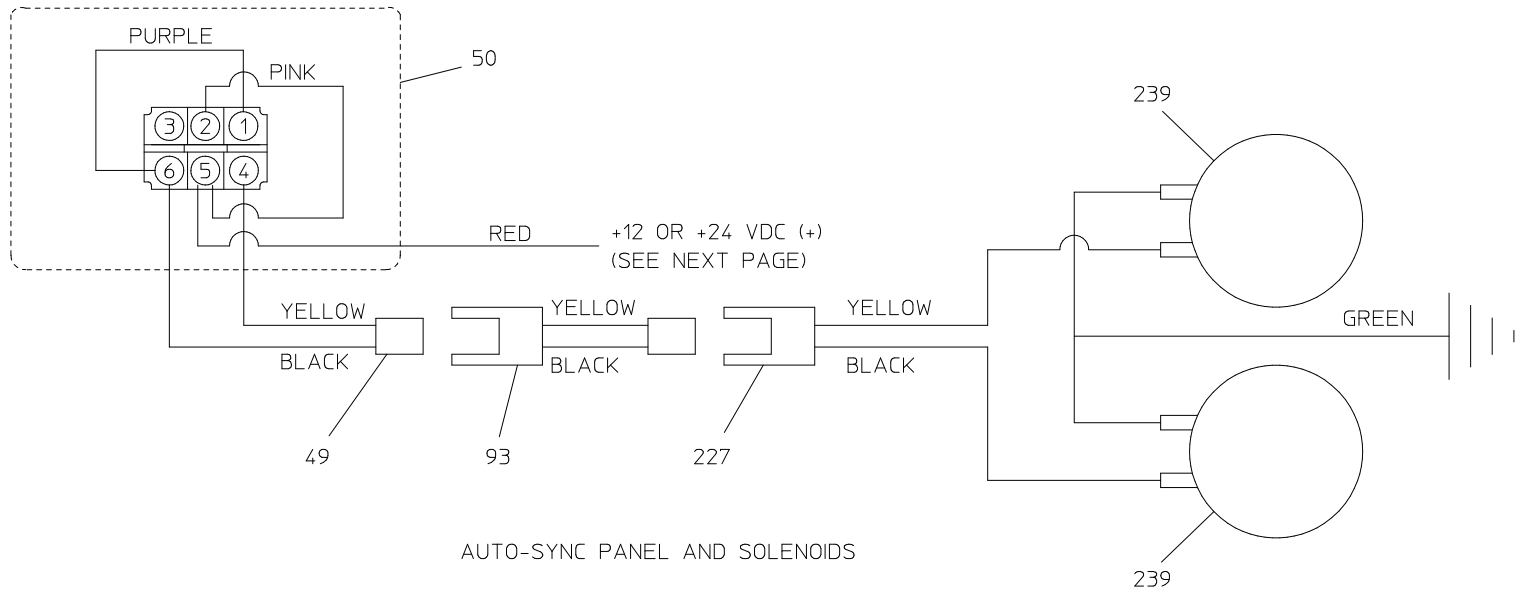 PURPLE
50
PINK
239
3 2 1
6 5 4
RED
+12 OR +24 VDC (+)
(SEE NEXT PAGE)
YELLOW
YELLOW
YELLOW
GREEN
BLACK
BLACK
BLACK
49
93
227
AUTO-SYNC PANEL AND SOLENOIDS
239